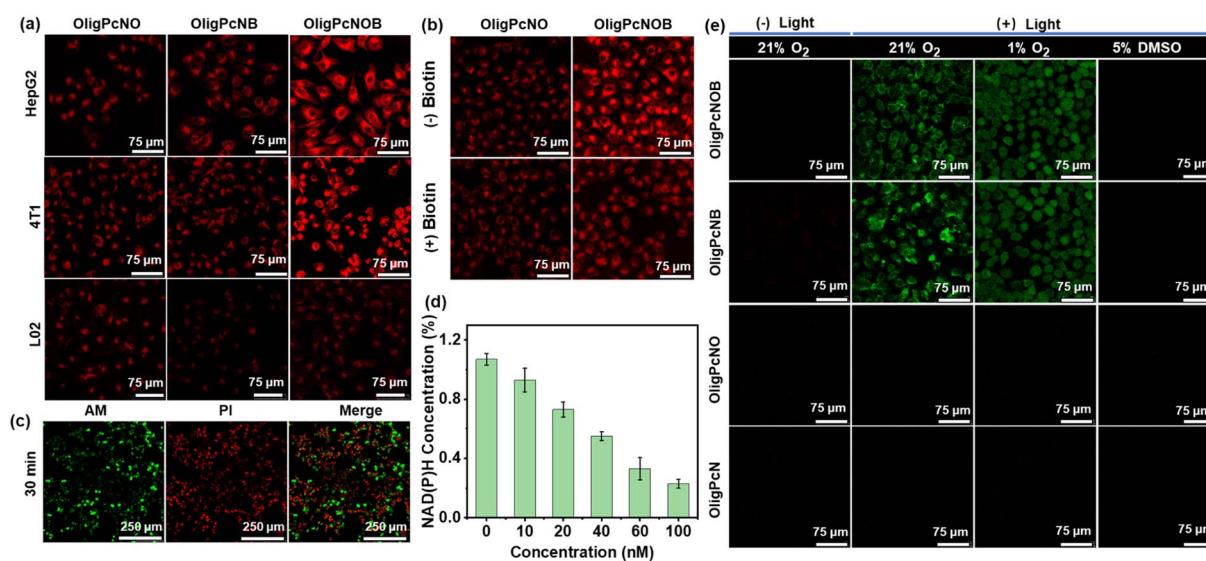 (a)
OligPcNO OligPcNB OligPcNOB
HepG2
75 µm 75 µm 75 µm
4T1
75 µm 75 µm 75 µm
L02
75 µm 75 µm 75 µm
(b)
OligPcNO OligPcNOB
(-) Biotin
75 µm 75 µm
(+) Biotin
75 µm 75 µm
(c)
AM PI Merge
30 min
250 µm 250 µm 250 µm
(d)
NAD(P)H Concentration (%)
1.2
0.8
0.4
0.0
0 10 20 40 60 100
Concentration (nM)
(e)
(-) Light (+) Light
21% O2 21% O2 1% O2 5% DMSO
OligPcNOB
75 µm 75 µm 75 µm 75 µm
OligPcNB
75 µm 75 µm 75 µm 75 µm
OligPcNO
75 µm 75 µm 75 µm 75 µm
OligPcN
75 µm 75 µm 75 µm 75 µm